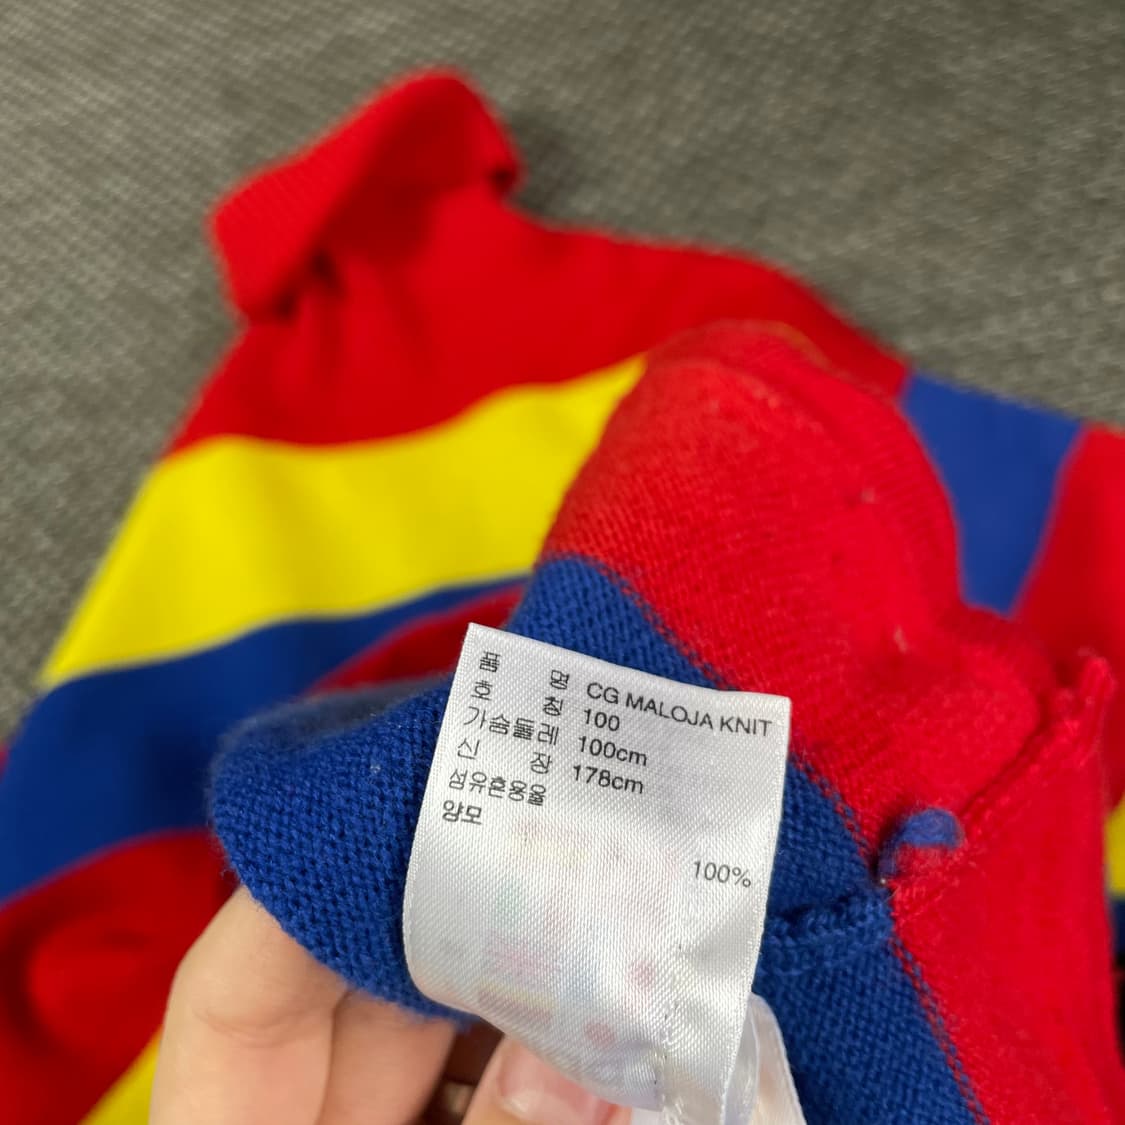 품 명 CG MALOJA KNIT
호 칭 100
가슴둘레 100cm
신 장 178cm
섬유혼용율
양모 100%